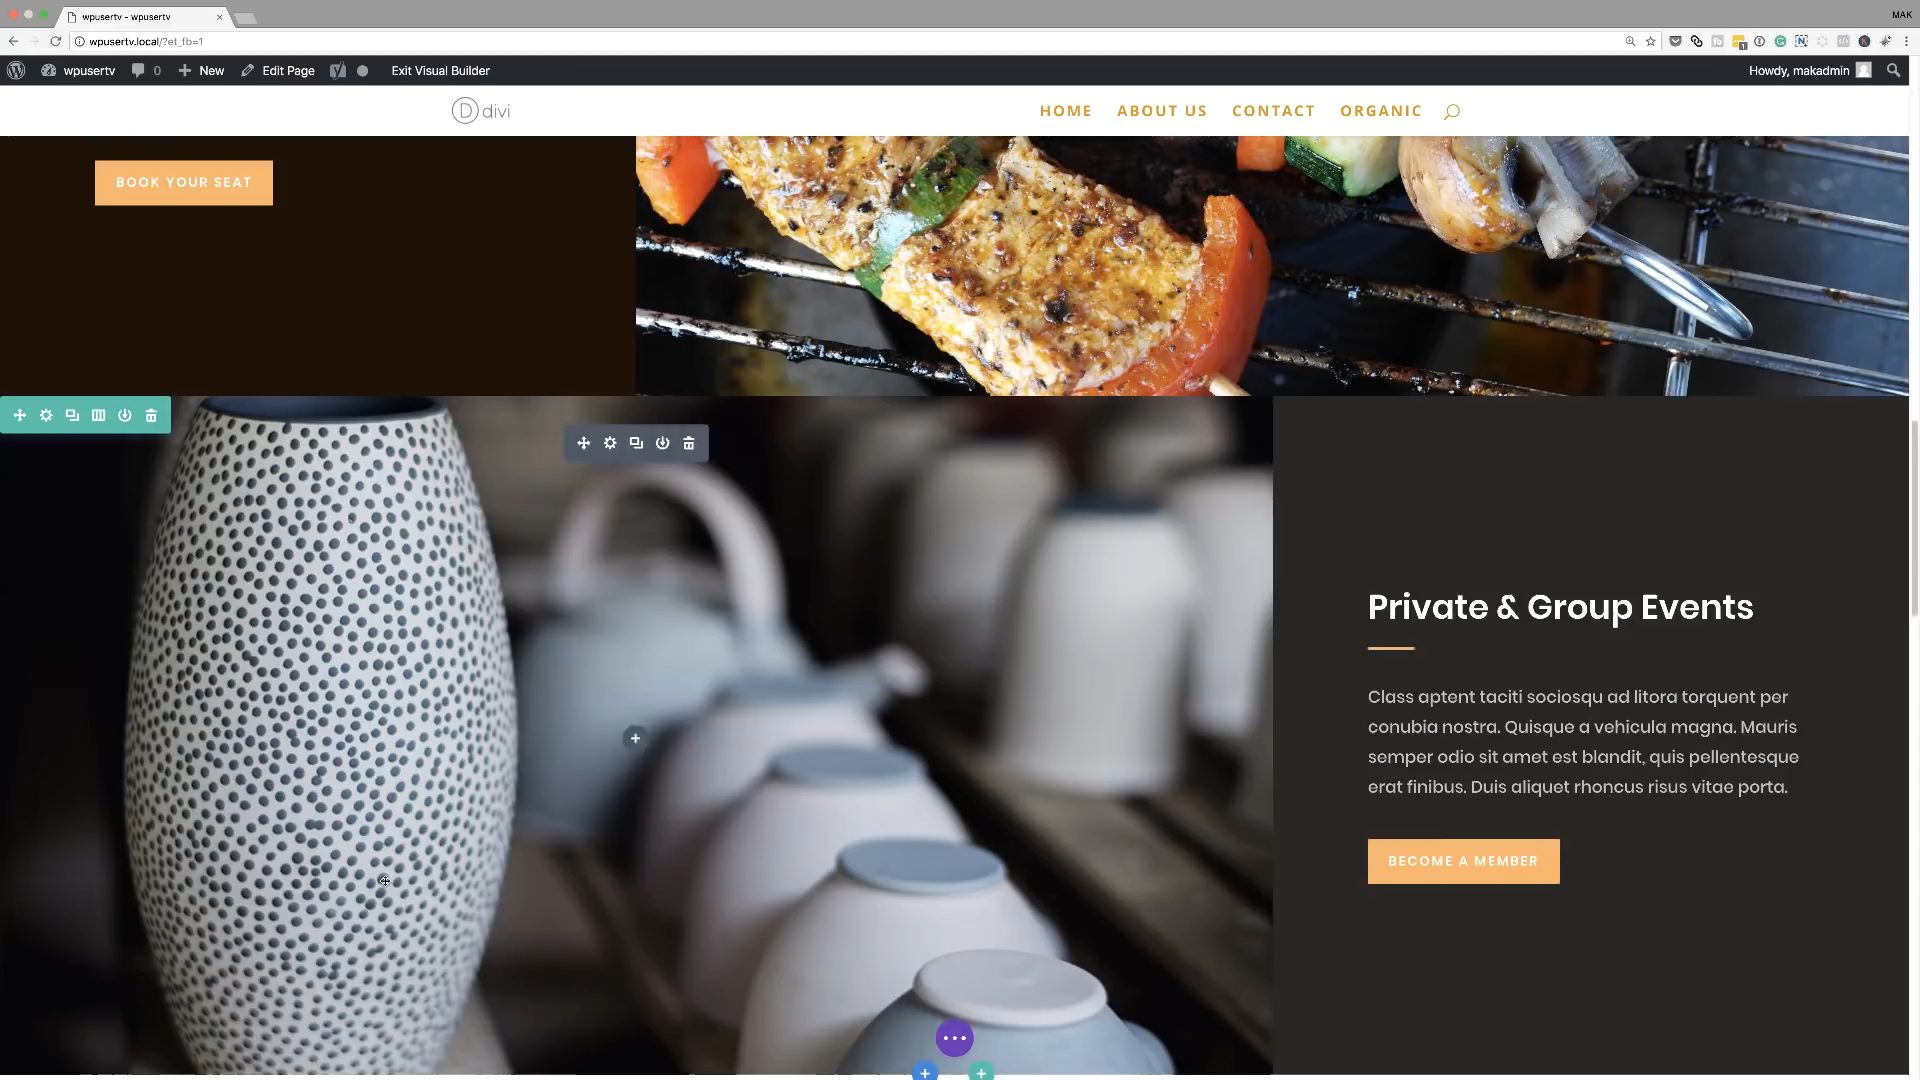 wpusertv - wpusertv
MAK
wpusertv.local/?et_fb=1
wpusertv 0 New Edit Page Exit Visual Builder Howdy, makadmin
D divi
HOME ABOUT US CONTACT ORGANIC
BOOK YOUR SEAT
Private & Group Events
Class aptent taciti sociosqu ad litora torquent per
conubia nostra. Quisque a vehicula magna. Mauris
semper odio sit amet est blandit, quis pellentesque
erat finibus. Duis aliquet rhoncus risus vitae porta.
BECOME A MEMBER